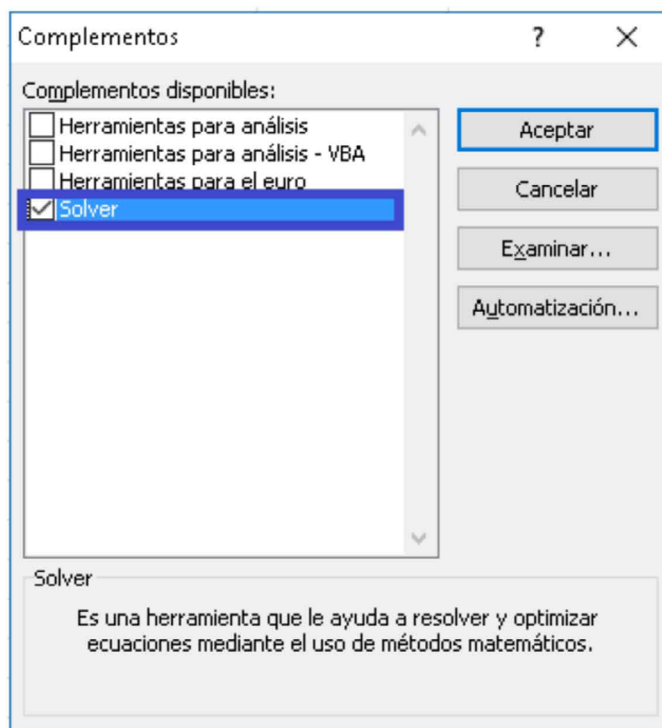 Complementos
Complementos disponibles:
Herramientas para análisis
Herramientas para análisis - VBA
Herramientas para el euro
Solver
Aceptar
Cancelar
Examinar...
Automatización...
Solver
Es una herramienta que le ayuda a resolver y optimizar
ecuaciones mediante el uso de métodos matemáticos.